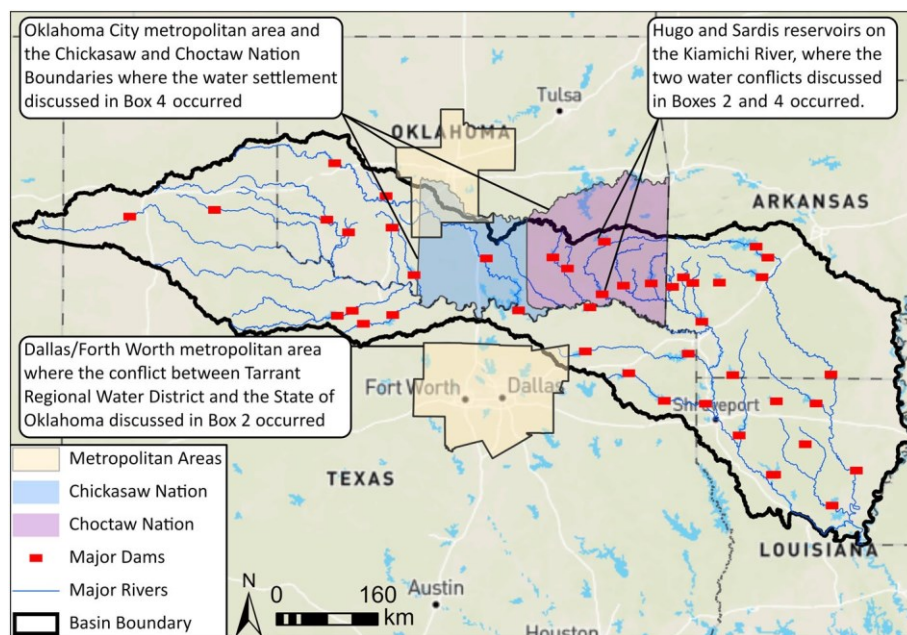 Oklahoma City metropolitan area and
the Chickasaw and Choctaw Nation
Boundaries where the water settlement
discussed in Box 4 occurred
Hugo and Sardis reservoirs on
the Kiamichi River, where the
two water conflicts discussed
in Boxes 2 and 4 occurred.
Tulsa
OKLAHOMA
ARKANSAS
Dallas/Forth Worth metropolitan area
where the conflict between Tarrant
Regional Water District and the State of
Oklahoma discussed in Box 2 occurred
Fort Worth
Dallas
Shreveport
TEXAS
LOUISIANA
Austin
Houston
Metropolitan Areas
Chickasaw Nation
Choctaw Nation
Major Dams
Major Rivers
Basin Boundary
N
0 160
km